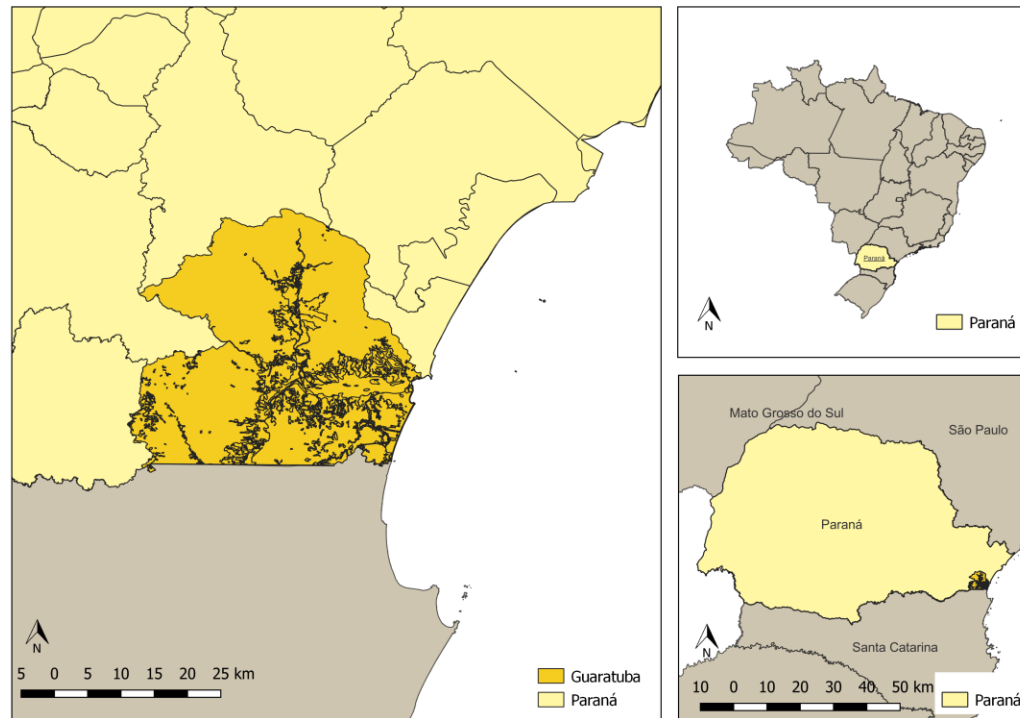 N
5 0 5 10 15 20 25 km
Guaratuba
Paraná
Paraná
N
Paraná
Mato Grosso do Sul
São Paulo
Paraná
Santa Catarina
N
10 0 10 20 30 40 50 km
Paraná